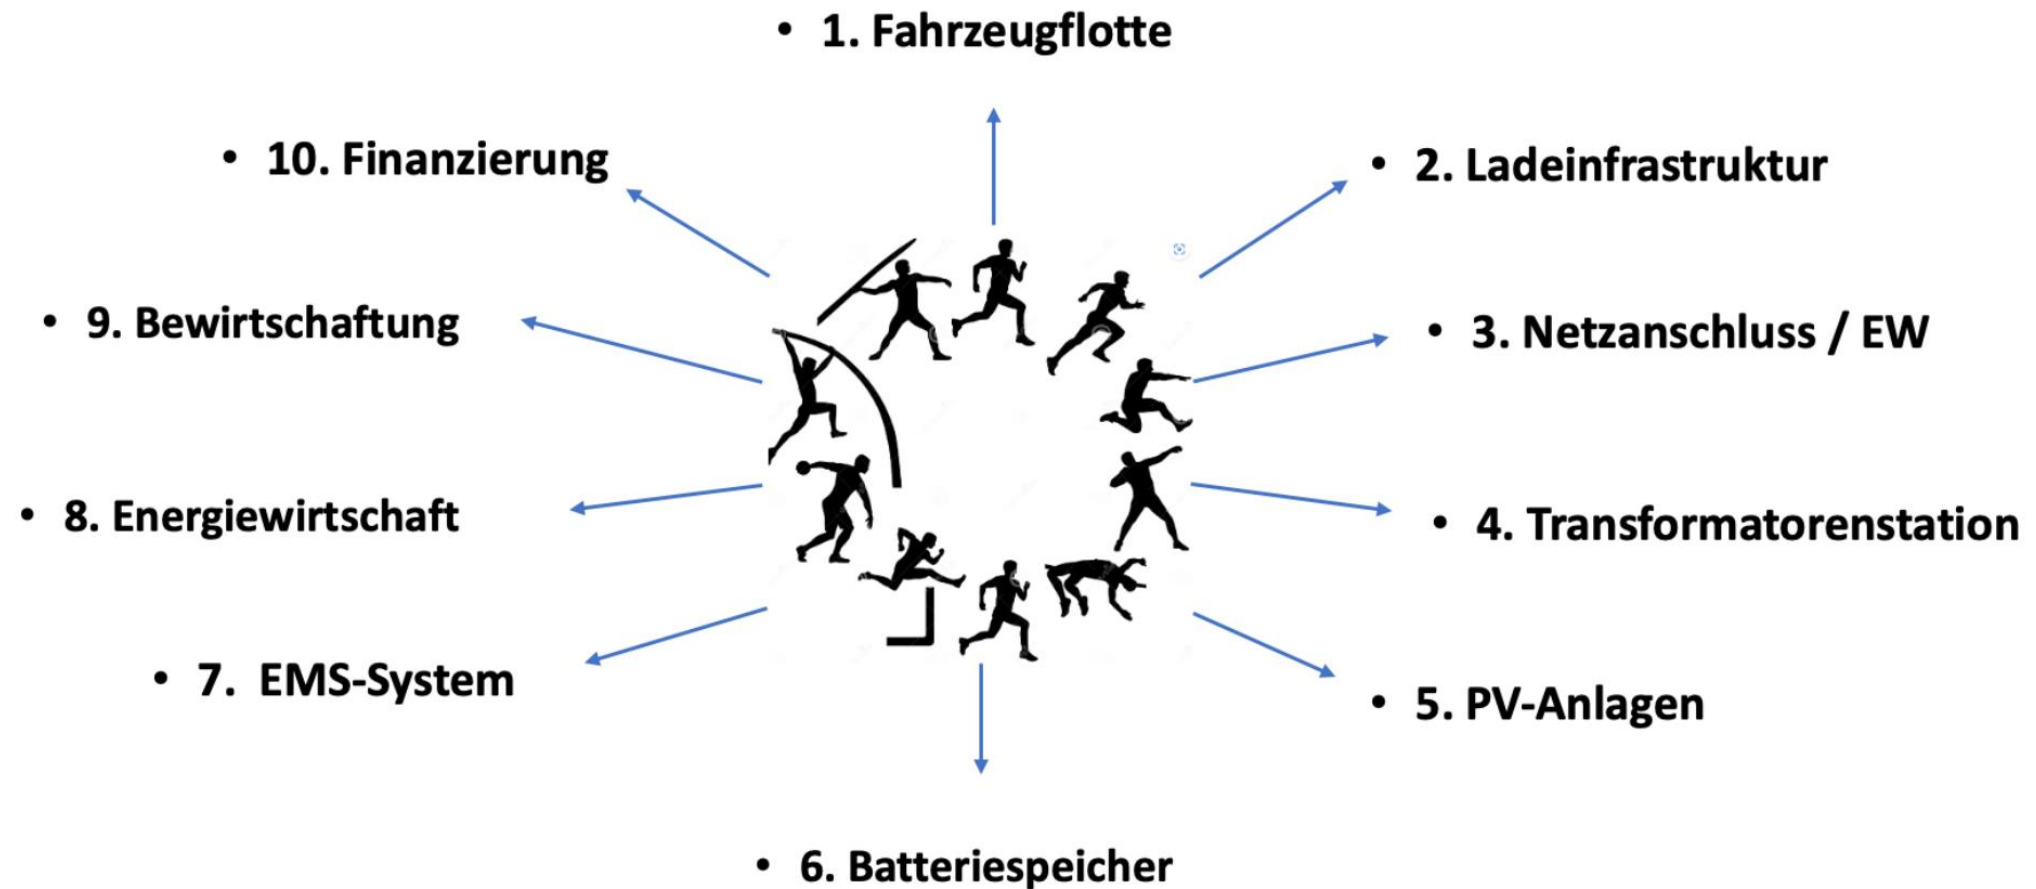 • 1. Fahrzeugflotte
• 2. Ladeinfrastruktur
• 3. Netzanschluss / EW
• 4. Transformatorenstation
• 5. PV-Anlagen
• 6. Batteriespeicher
• 7.  EMS-System
• 8. Energiewirtschaft
• 9. Bewirtschaftung
• 10. Finanzierung